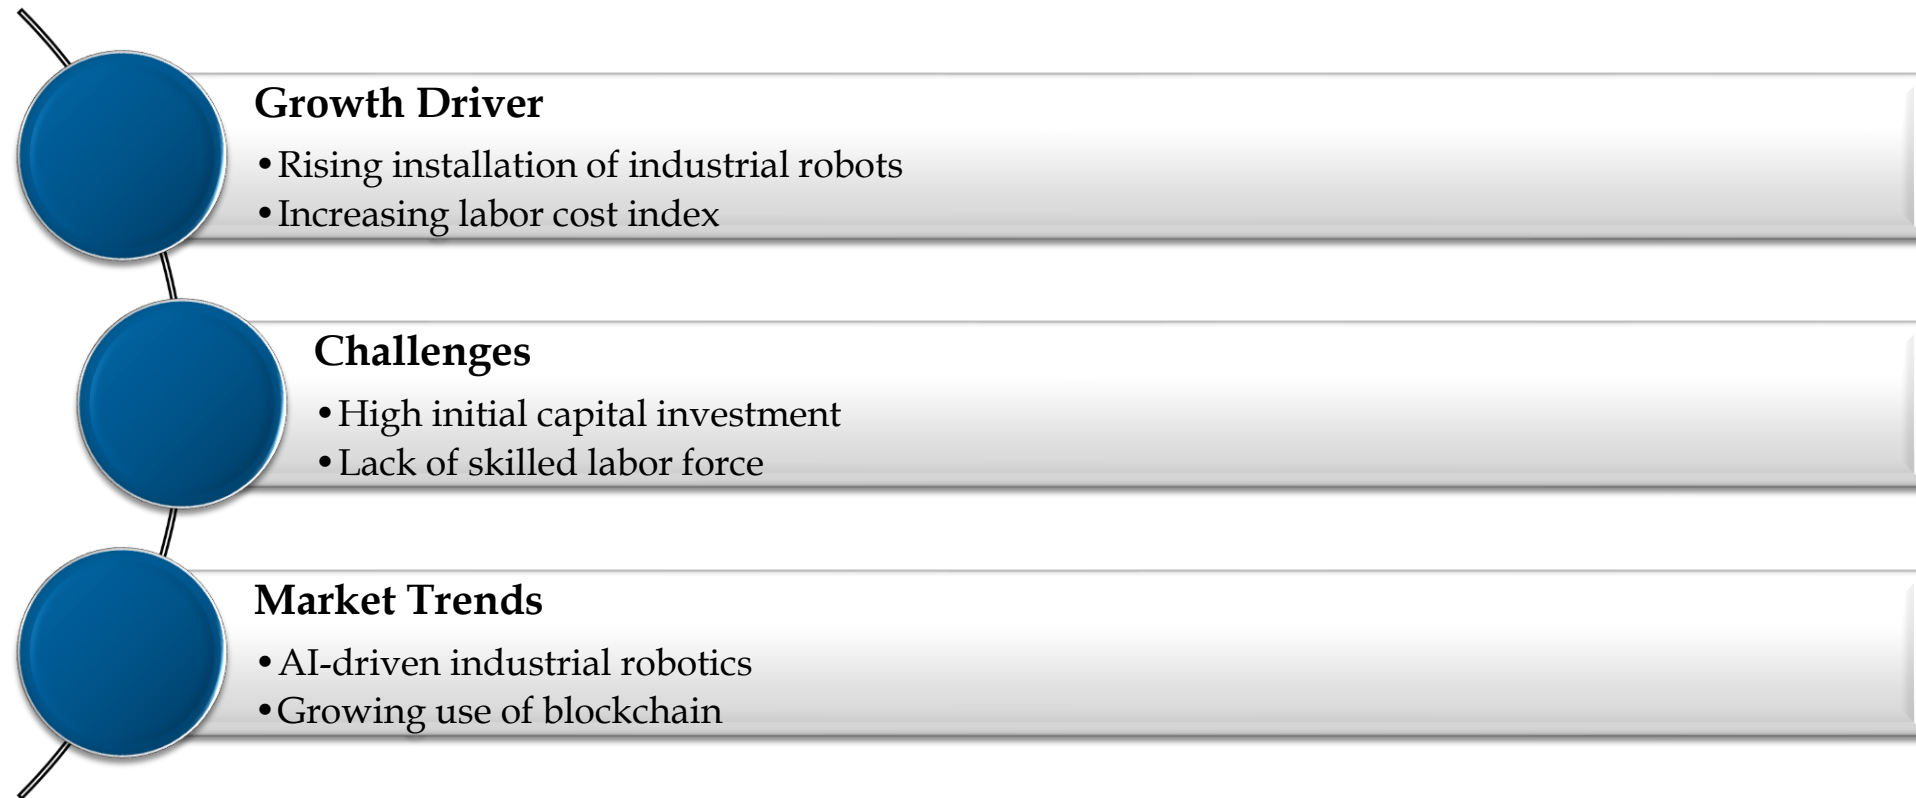 Growth Driver
•Rising installation of industrial robots
•Increasing labor cost index
Challenges
•High initial capital investment
•Lack of skilled labor force
Market Trends
•AI-driven industrial robotics
•Growing use of blockchain